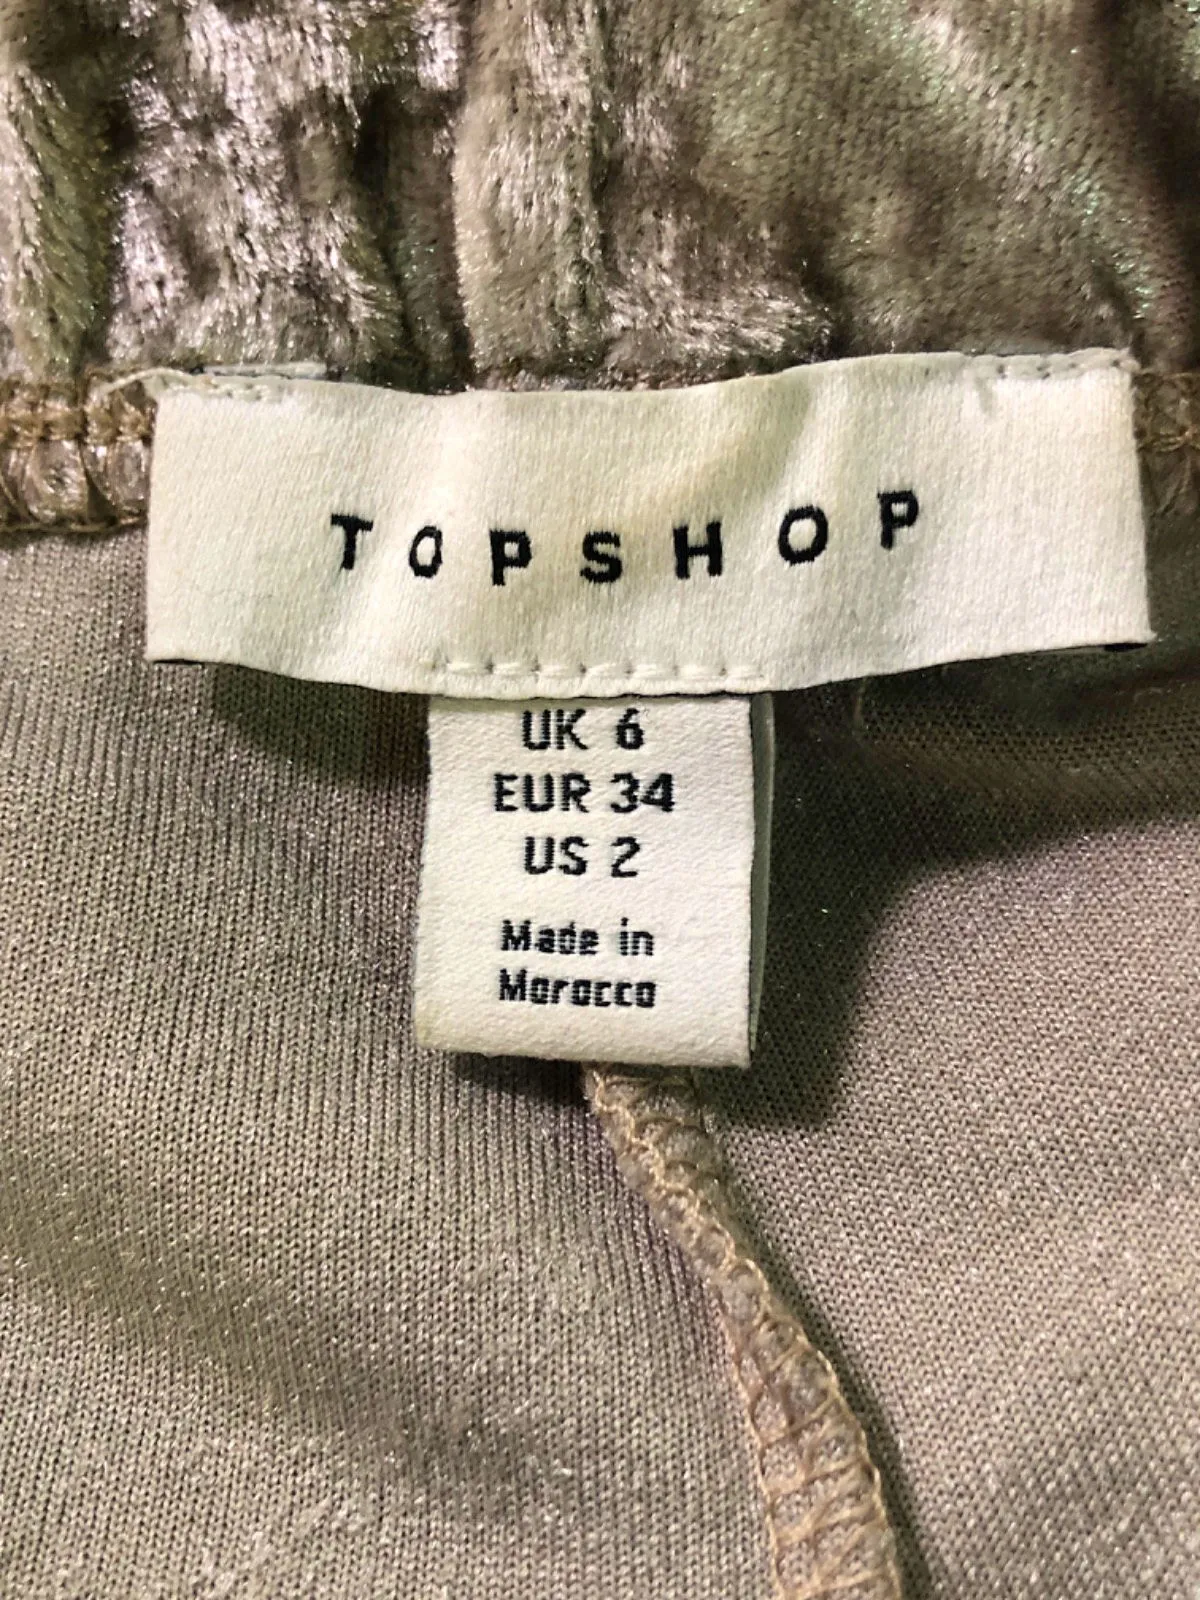 TOPSHOP
UK 6
EUR 34
US 2
Made in
Morocco